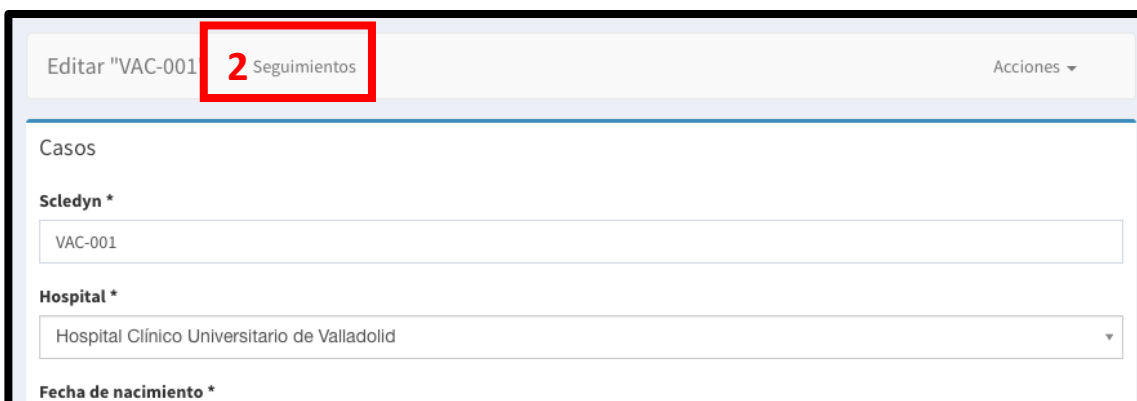 Editar "VAC-001" 2 Seguimientos Acciones
Casos
Scledyn *
VAC-001
Hospital *
Hospital Clínico Universitario de Valladolid
Fecha de nacimiento *